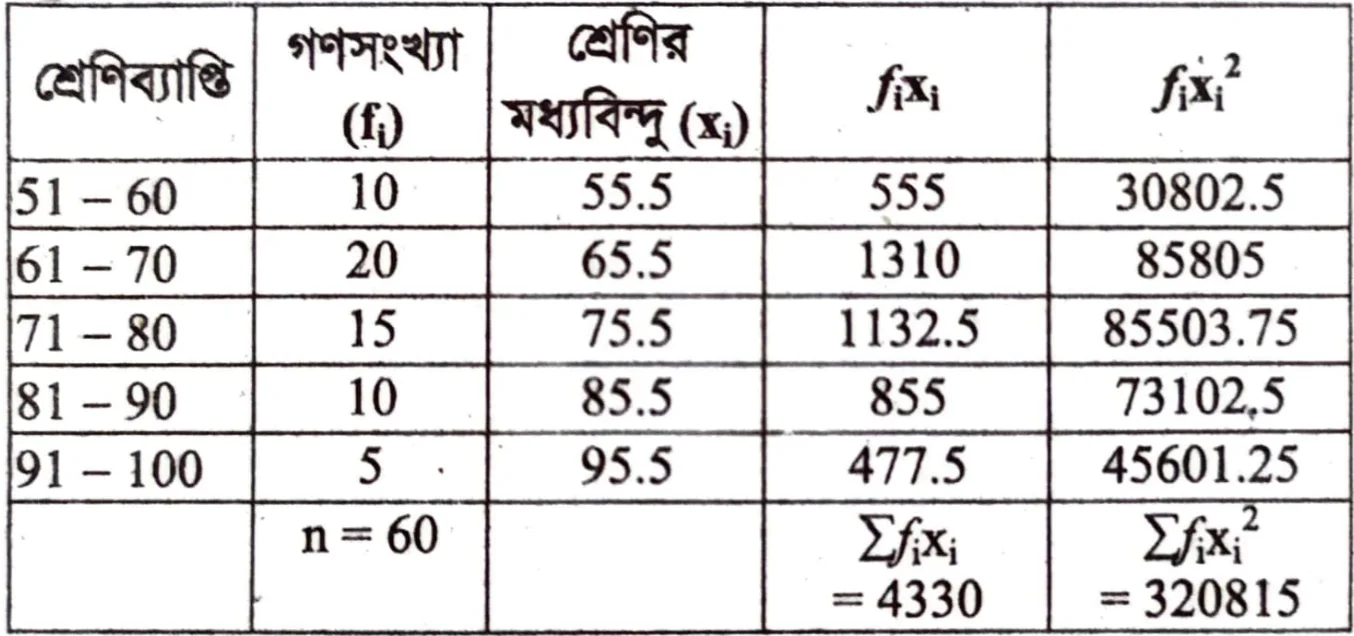 শ্রেণিব্যাপ্তি গণসংখ্যা (fᵢ) শ্রেণির মধ্যবিন্দু (xᵢ) fᵢxᵢ fᵢxᵢ²
51 – 60 10 55.5 555 30802.5
61 – 70 20 65.5 1310 85805
71 – 80 15 75.5 1132.5 85503.75
81 – 90 10 85.5 855 73102.5
91 – 100 5 95.5 477.5 45601.25
n = 60 ∑fᵢxᵢ ∑fᵢxᵢ²
= 4330 = 320815